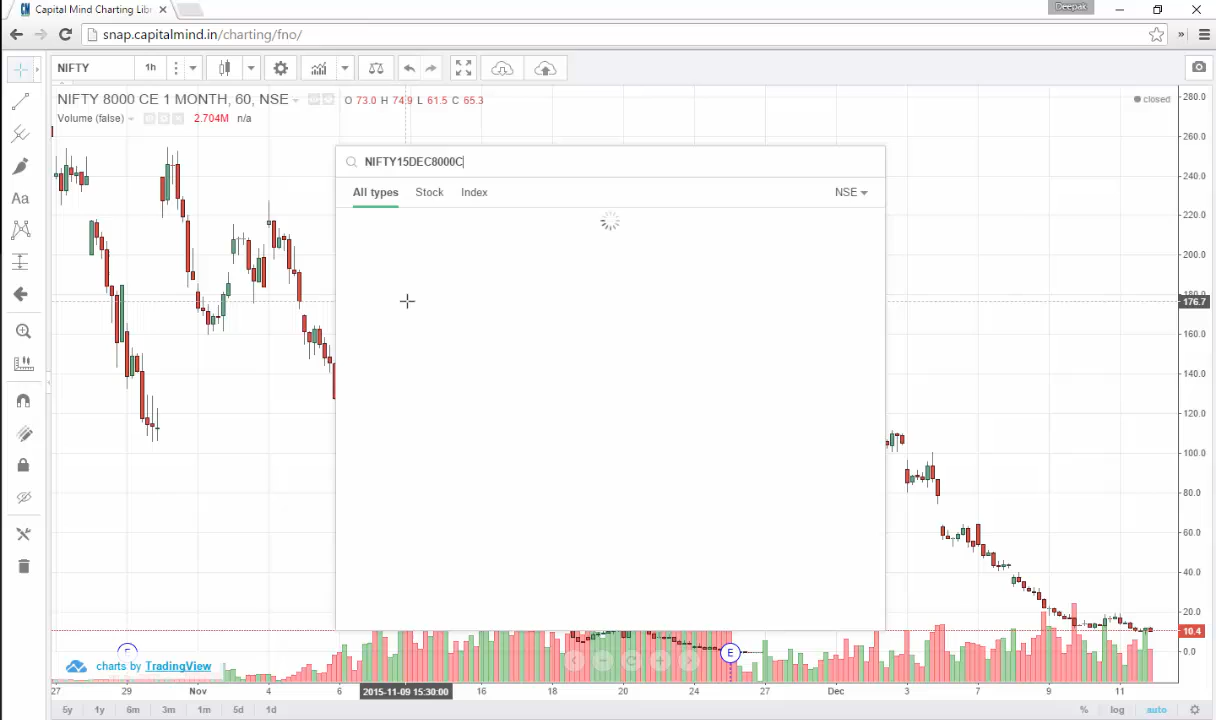 Capital Mind Charting Libr
Deepak
snap.capitalmind.in/charting/fno/
NIFTY 1h
NIFTY 8000 CE 1 MONTH, 60, NSE O 73.0 H 74.9 L 61.5 C 65.3
closed
Volume (false) 2.704M n/a
NIFTY15DEC8000C
All types Stock Index NSE
Aa
280.0
260.0
240.0
220.0
200.0
180.0
176.7
160.0
140.0
120.0
100.0
80.0
60.0
40.0
20.0
10.4
0.0
E
E
charts by TradingView
27 29 Nov 4 6 2015-11-09 15:30:00 16 18 20 24 27 Dec 3 7 9 11
5y 1y 6m 3m 1m 5d 1d % log auto